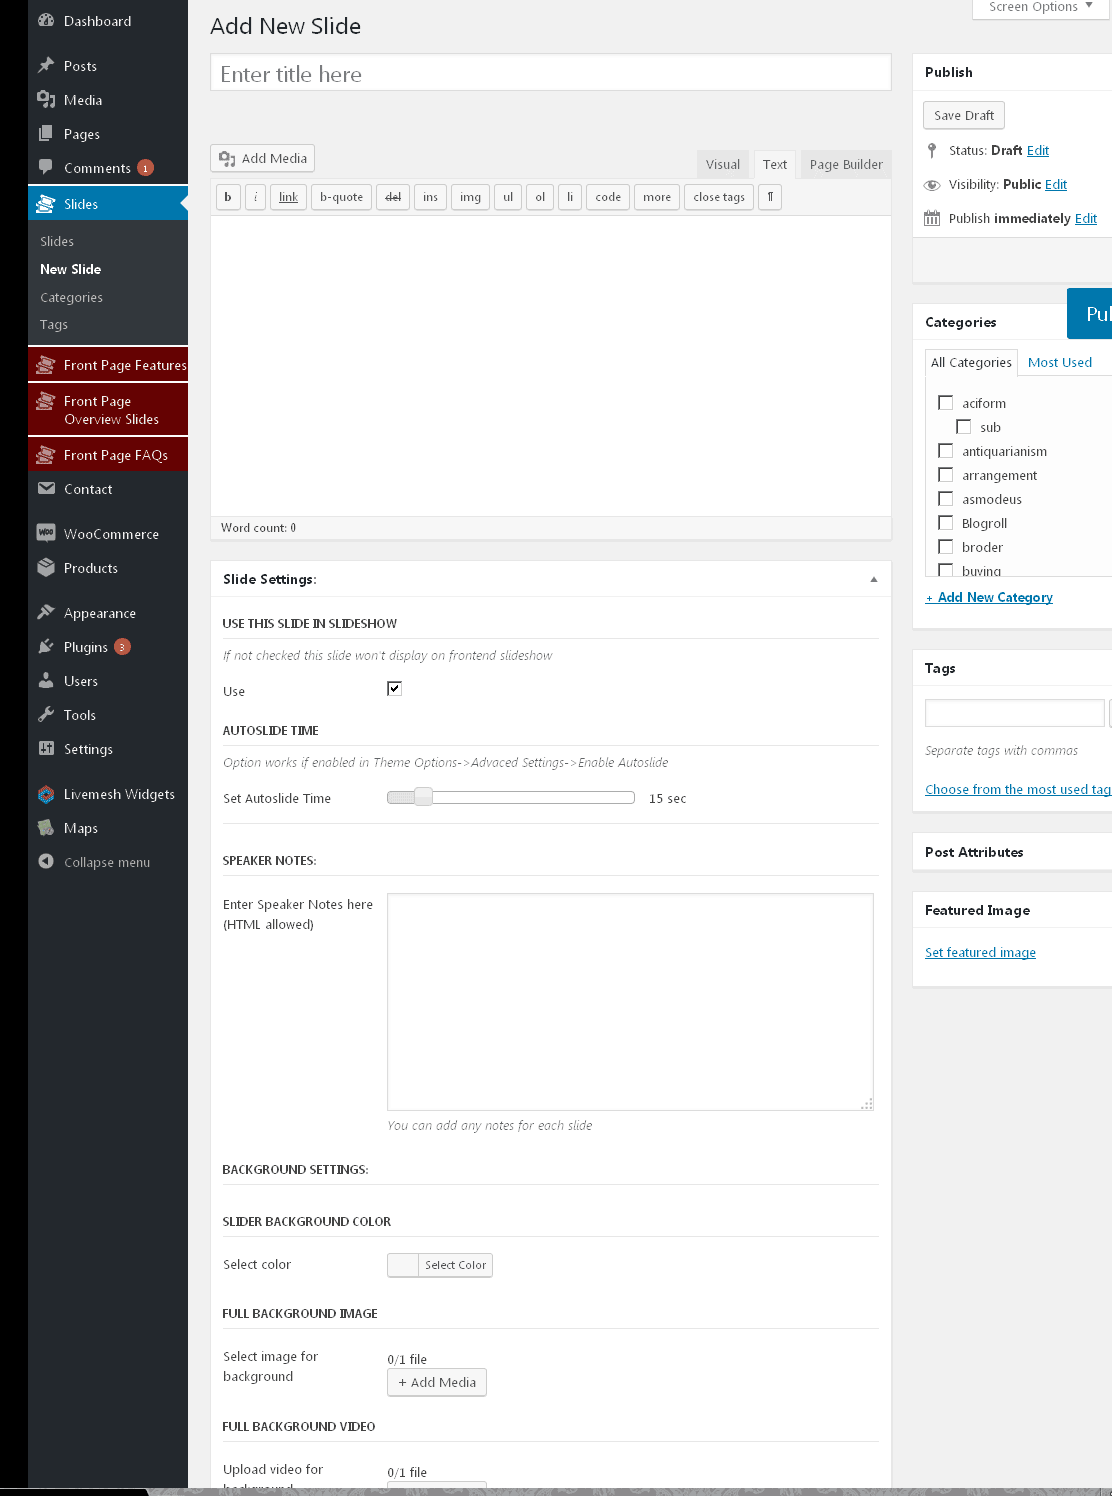 Dashboard
Posts
Media
Pages
Comments 1
Slides
Slides
New Slide
Categories
Tags
Front Page Features
Front Page
Overview Slides
Front Page FAQs
Contact
WOO WooCommerce
Products
Appearance
Plugins 3
Users
Tools
Settings
Livemesh Widgets
Maps
Collapse menu
Screen Options
Add New Slide
Enter title here
Add Media
Visual Text Page Builder
b i link b-quote del ins img ul ol li code more close tags ¶
Word count: 0
Slide Settings:
USE THIS SLIDE IN SLIDESHOW
If not checked this slide won't display on frontend slideshow
Use
AUTOSLIDE TIME
Option works if enabled in Theme Options->Advaced Settings->Enable Autoslide
Set Autoslide Time 15 sec
SPEAKER NOTES:
Enter Speaker Notes here
(HTML allowed)
You can add any notes for each slide
BACKGROUND SETTINGS:
SLIDER BACKGROUND COLOR
Select color Select Color
FULL BACKGROUND IMAGE
Select image for
background
0/1 file
+ Add Media
FULL BACKGROUND VIDEO
Upload video for
background
0/1 file
Publish
Save Draft
Status: Draft Edit
Visibility: Public Edit
Publish immediately Edit
Pul
Categories
All Categories Most Used
aciform
sub
antiquarianism
arrangement
asmodeus
Blogroll
broder
buying
+ Add New Category
Tags
Separate tags with commas
Choose from the most used tag
Post Attributes
Featured Image
Set featured image